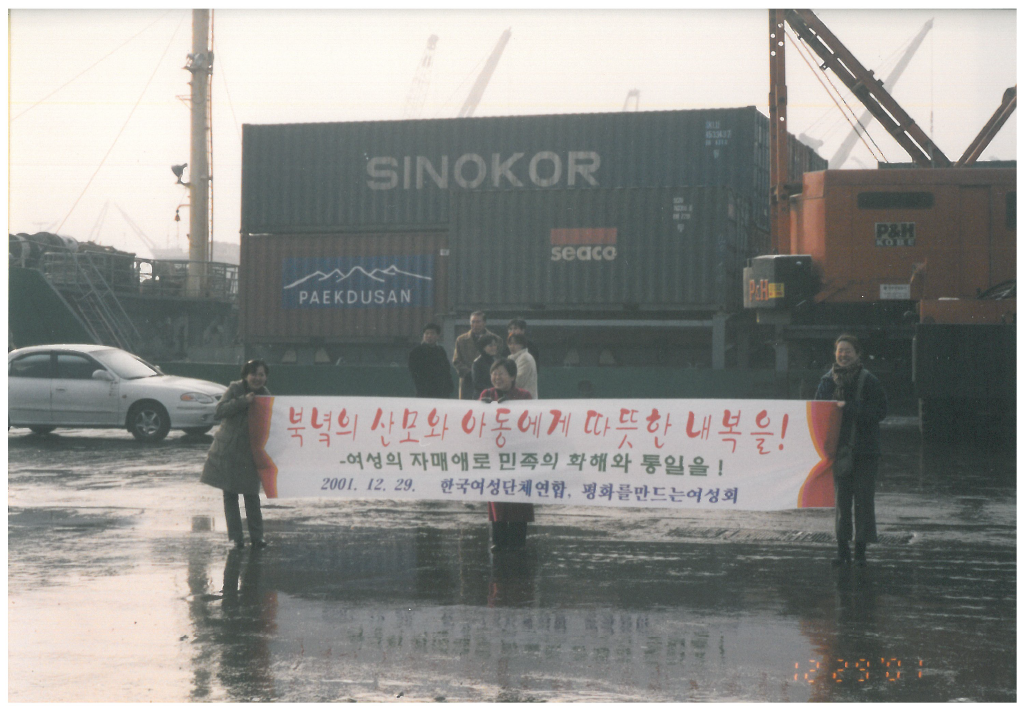 SINOKOR
seaco
PAEKDUSAN
P&H
KOBE
P&H
북녘의 산모와 아동에게 따뜻한 내복을!
-여성의 자매애로 민족의 화해와 통일을!
2001. 12. 29. 한국여성단체연합, 평화를만드는여성회
12 29 '01